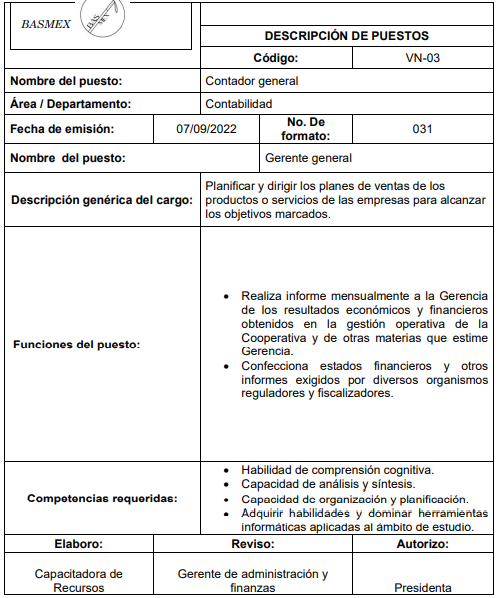 BASMEX
BAS
MEX
DESCRIPCIÓN DE PUESTOS
Código: VN-03
Nombre del puesto: Contador general
Área / Departamento: Contabilidad
Fecha de emisión: 07/09/2022 No. De
formato: 031
Nombre del puesto: Gerente general
Descripción genérica del cargo: Planificar y dirigir los planes de ventas de los
productos o servicios de las empresas para alcanzar
los objetivos marcados.
Funciones del puesto:
• Realiza informe mensualmente a la Gerencia
de los resultados económicos y financieros
obtenidos en la gestión operativa de la
Cooperativa y de otras materias que estime
Gerencia.
• Confecciona estados financieros y otros
informes exigidos por diversos organismos
reguladores y fiscalizadores.
Competencias requeridas:
• Habilidad de comprensión cognitiva.
• Capacidad de análisis y síntesis.
• Capacidad de organización y planificación.
• Adquirir habilidades y dominar herramientas
informáticas aplicadas al ámbito de estudio.
Elaboro: Reviso: Autorizo:
Capacitadora de
Recursos
Gerente de administración y
finanzas
Presidenta